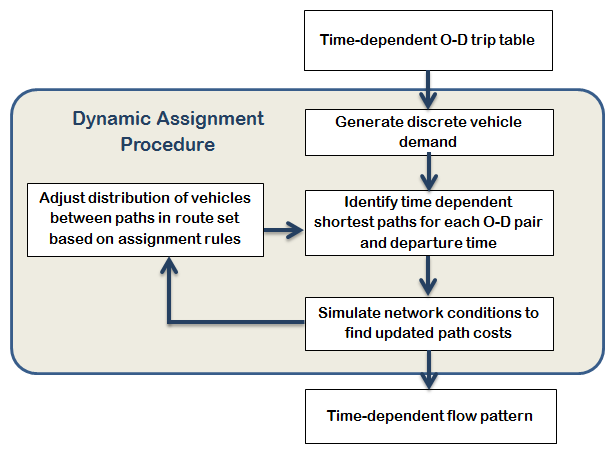 Time-dependent O-D trip table
Dynamic Assignment
Procedure
Generate discrete vehicle
demand
Adjust distribution of vehicles
between paths in route set
based on assignment rules
Identify time dependent
shortest paths for each O-D pair
and departure time
Simulate network conditions to
find updated path costs
Time-dependent flow pattern